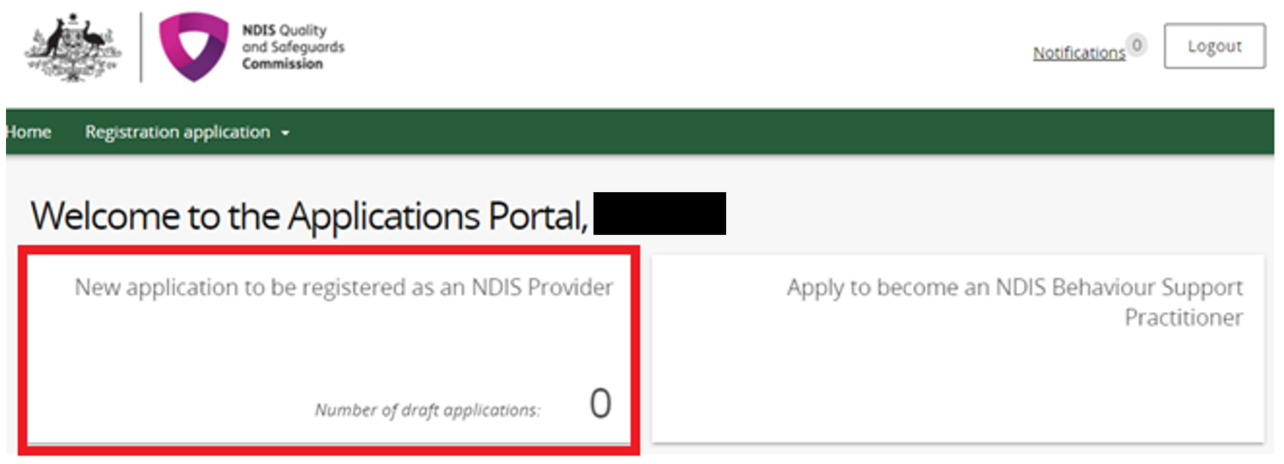 NDIS Quality
and Safeguards
Commission
Notifications 0
Logout
Home Registration application
Welcome to the Applications Portal,
New application to be registered as an NDIS Provider
Number of draft applications: 0
Apply to become an NDIS Behaviour Support
Practitioner